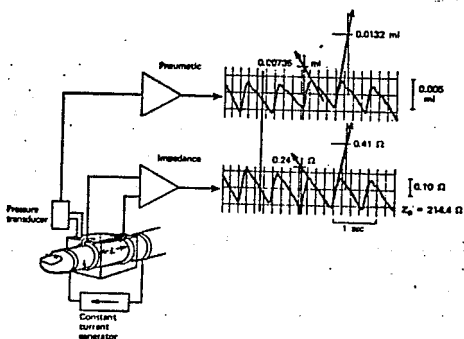 0.0132 ml
0.00735 ml
Pneumatic
0.005
ml
Impedance
0.41 Ω
0.24 Ω
0.10 Ω
Z₀ = 214.4 Ω
1 sec
Pressure
transducer
L
Constant
current
generator